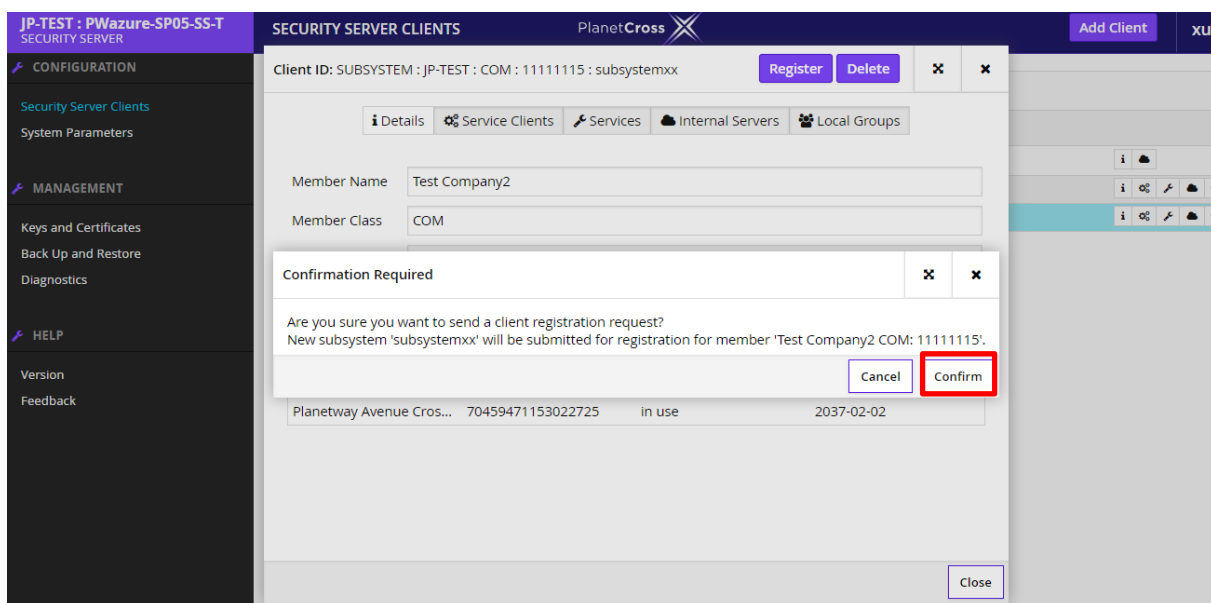 JP-TEST : PWazure-SP05-SS-T
SECURITY SERVER
SECURITY SERVER CLIENTS
PlanetCross
Add Client
CONFIGURATION
Security Server Clients
System Parameters
MANAGEMENT
Keys and Certificates
Back Up and Restore
Diagnostics
HELP
Version
Feedback
Client ID: SUBSYSTEM : JP-TEST : COM : 11111115 : subsystemxx
Register
Delete
Details
Service Clients
Services
Internal Servers
Local Groups
Member Name Test Company2
Member Class COM
Confirmation Required
Are you sure you want to send a client registration request?
New subsystem 'subsystemxx' will be submitted for registration for member 'Test Company2 COM: 11111115'.
Cancel
Confirm
Planetway Avenue Cros... 70459471153022725 in use 2037-02-02
Close